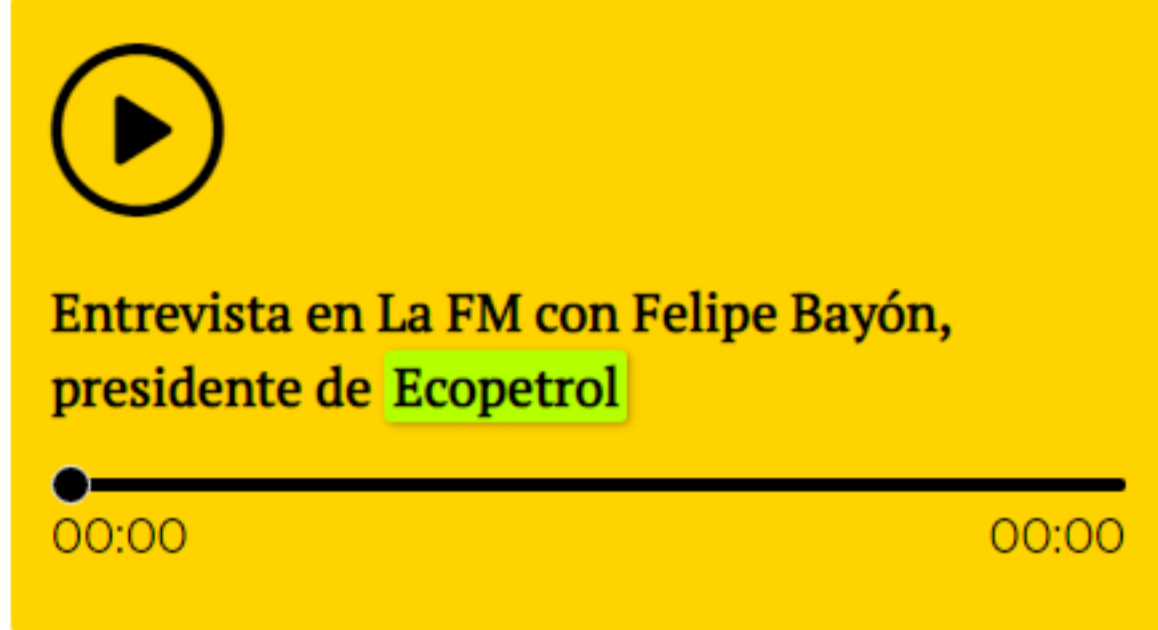 Entrevista en La FM con Felipe Bayón,
presidente de Ecopetrol
00:00 00:00